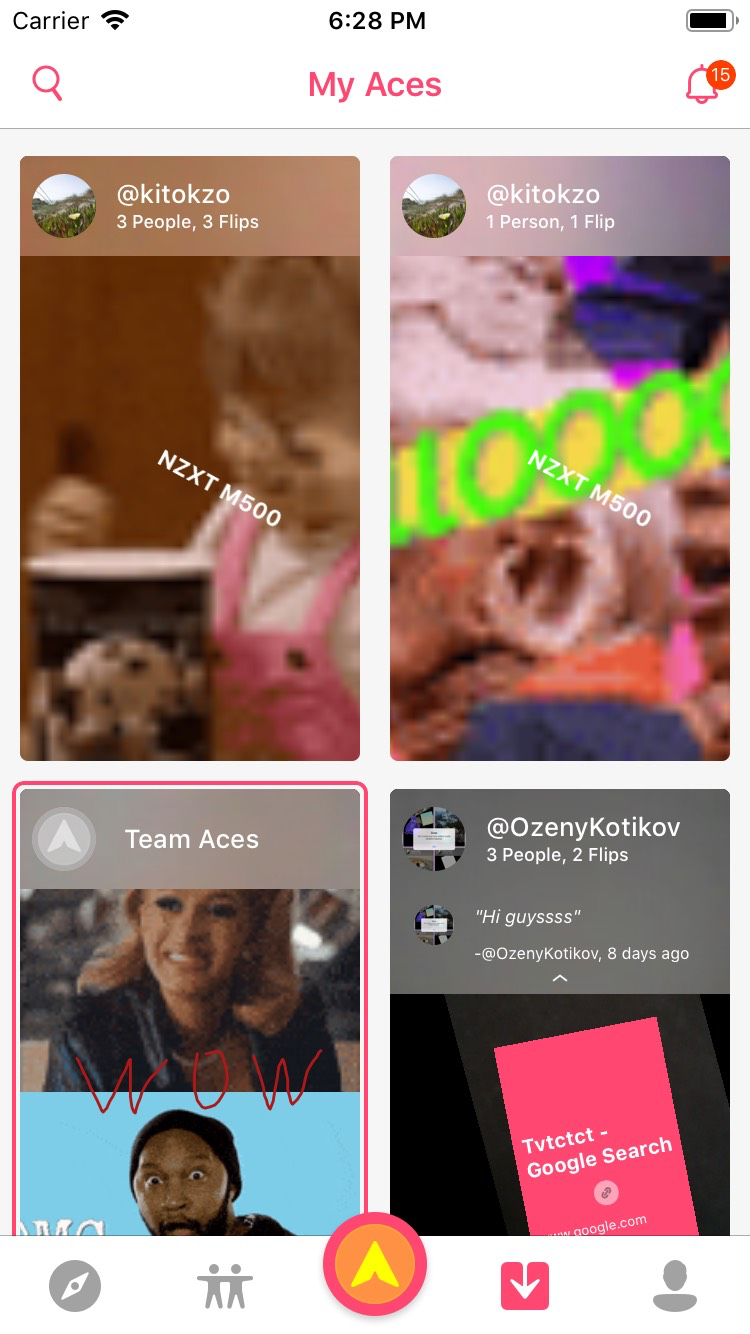 Carrier 6:28 PM
My Aces
15
@kitokzo
3 People, 3 Flips
@kitokzo
1 Person, 1 Flip
NZXT M500
LLOOOO
NZXT M500
Team Aces
@OzenyKotikov
3 People, 2 Flips
"Hi guyssss"
-@OzenyKotikov, 8 days ago
WOW
OMG
Tvtctct -
Google Search
www.google.com